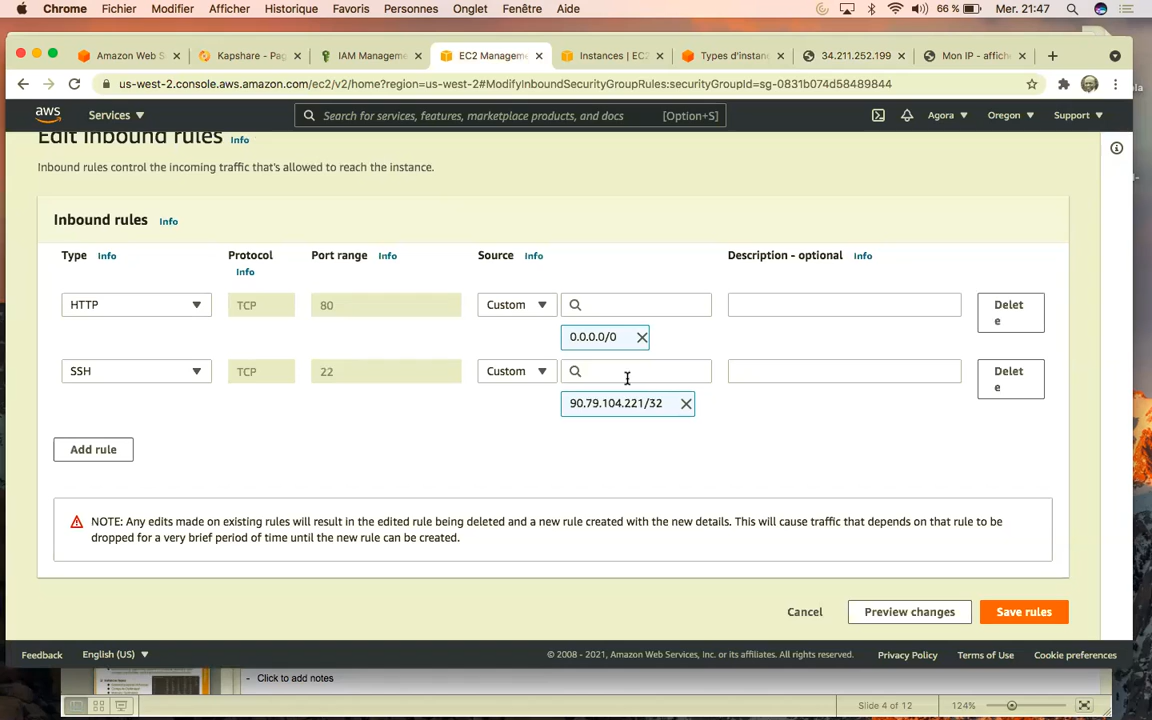 Chrome Fichier Modifier Afficher Historique Favoris Personnes Onglet Fenêtre Aide 66 % Mer. 21:47
Amazon Web S Kapshare - Pag IAM Managem EC2 Manageme Instances | EC Types d'instan 34.211.252.199 Mon IP - affiche
us-west-2.console.aws.amazon.com/ec2/v2/home?region=us-west-2#ModifyInboundSecurityGroupRules:securityGroupId=sg-0831b074d58489844
aws Services Search for services, features, marketplace products, and docs [Option+S] Agora Oregon Support
Edit inbound rules Info
Inbound rules control the incoming traffic that's allowed to reach the instance.
Inbound rules Info
Type Info Protocol Info Port range Info Source Info Description - optional Info
HTTP TCP 80 Custom Delet
e
0.0.0.0/0
SSH TCP 22 Custom Delet
e
90.79.104.221/32
Add rule
NOTE: Any edits made on existing rules will result in the edited rule being deleted and a new rule created with the new details. This will cause traffic that depends on that rule to be
dropped for a very brief period of time until the new rule can be created.
Cancel Preview changes Save rules
Feedback English (US) © 2008 - 2021, Amazon Web Services, Inc. or its affiliates. All rights reserved. Privacy Policy Terms of Use Cookie preferences
Click to add notes
Slide 4 of 12 124%